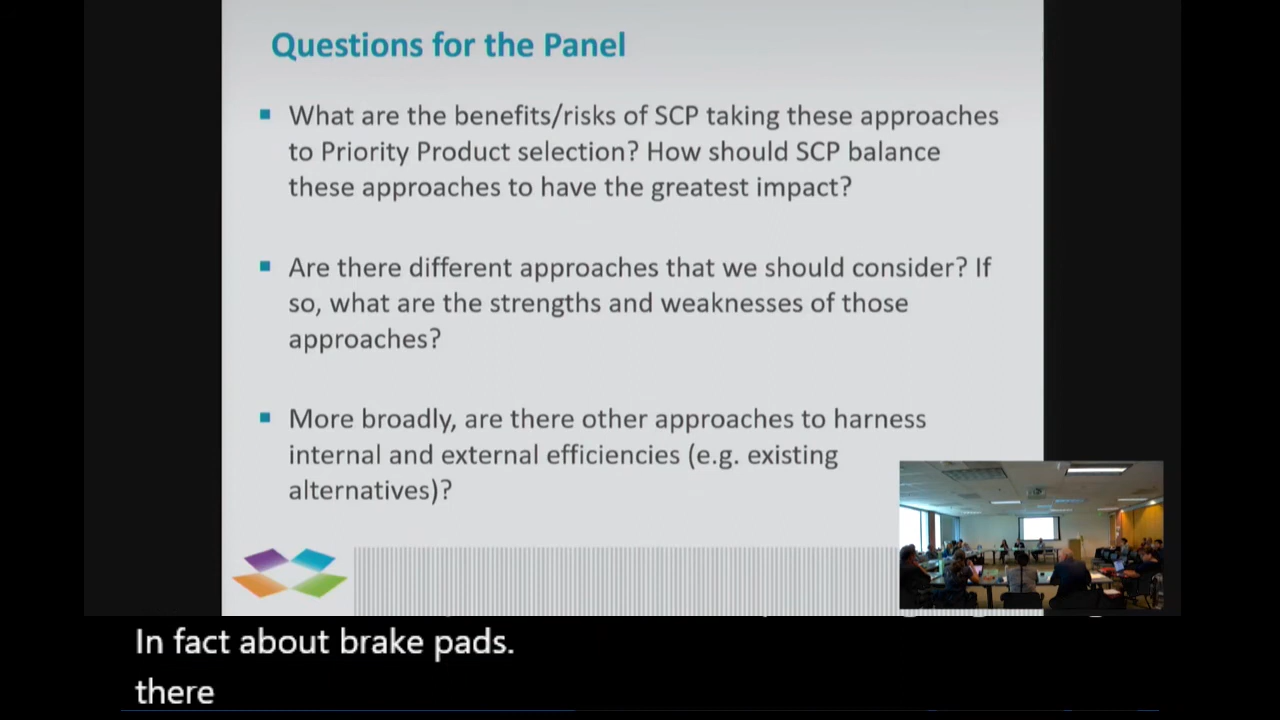 Questions for the Panel
What are the benefits/risks of SCP taking these approaches
to Priority Product selection? How should SCP balance
these approaches to have the greatest impact?
Are there different approaches that we should consider? If
so, what are the strengths and weaknesses of those
approaches?
More broadly, are there other approaches to harness
internal and external efficiencies (e.g. existing
alternatives)?
In fact about brake pads.
there